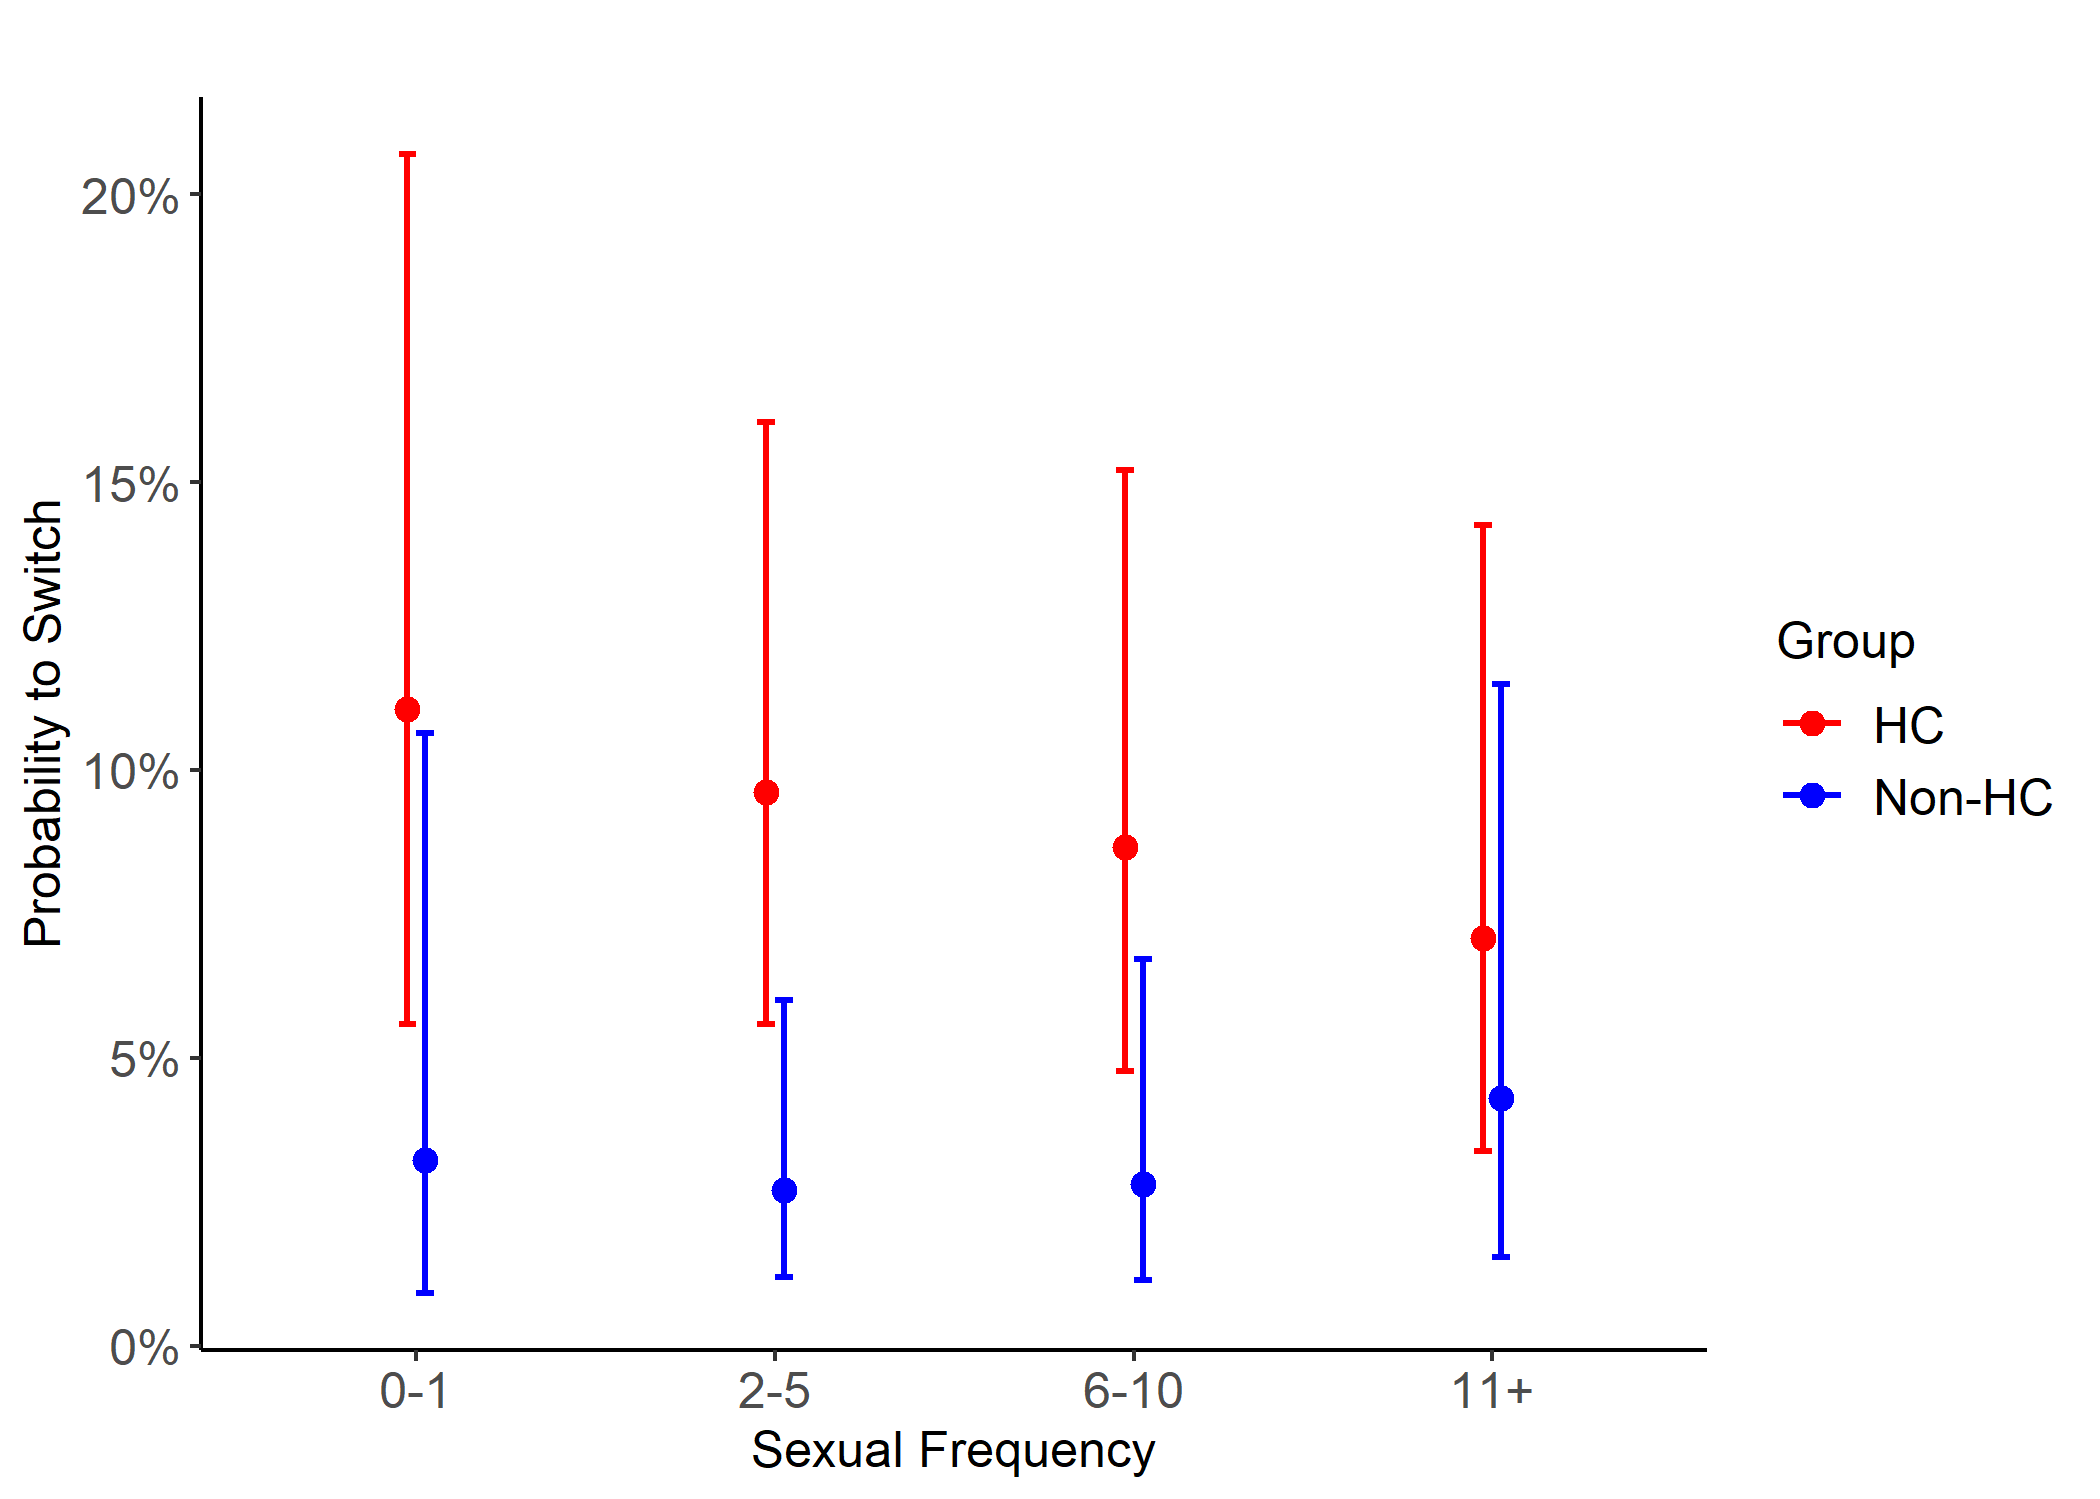 20%
15%
10%
5%
0%
Probability to Switch
0-1
2-5
6-10
11+
Sexual Frequency
Group
HC
Non-HC